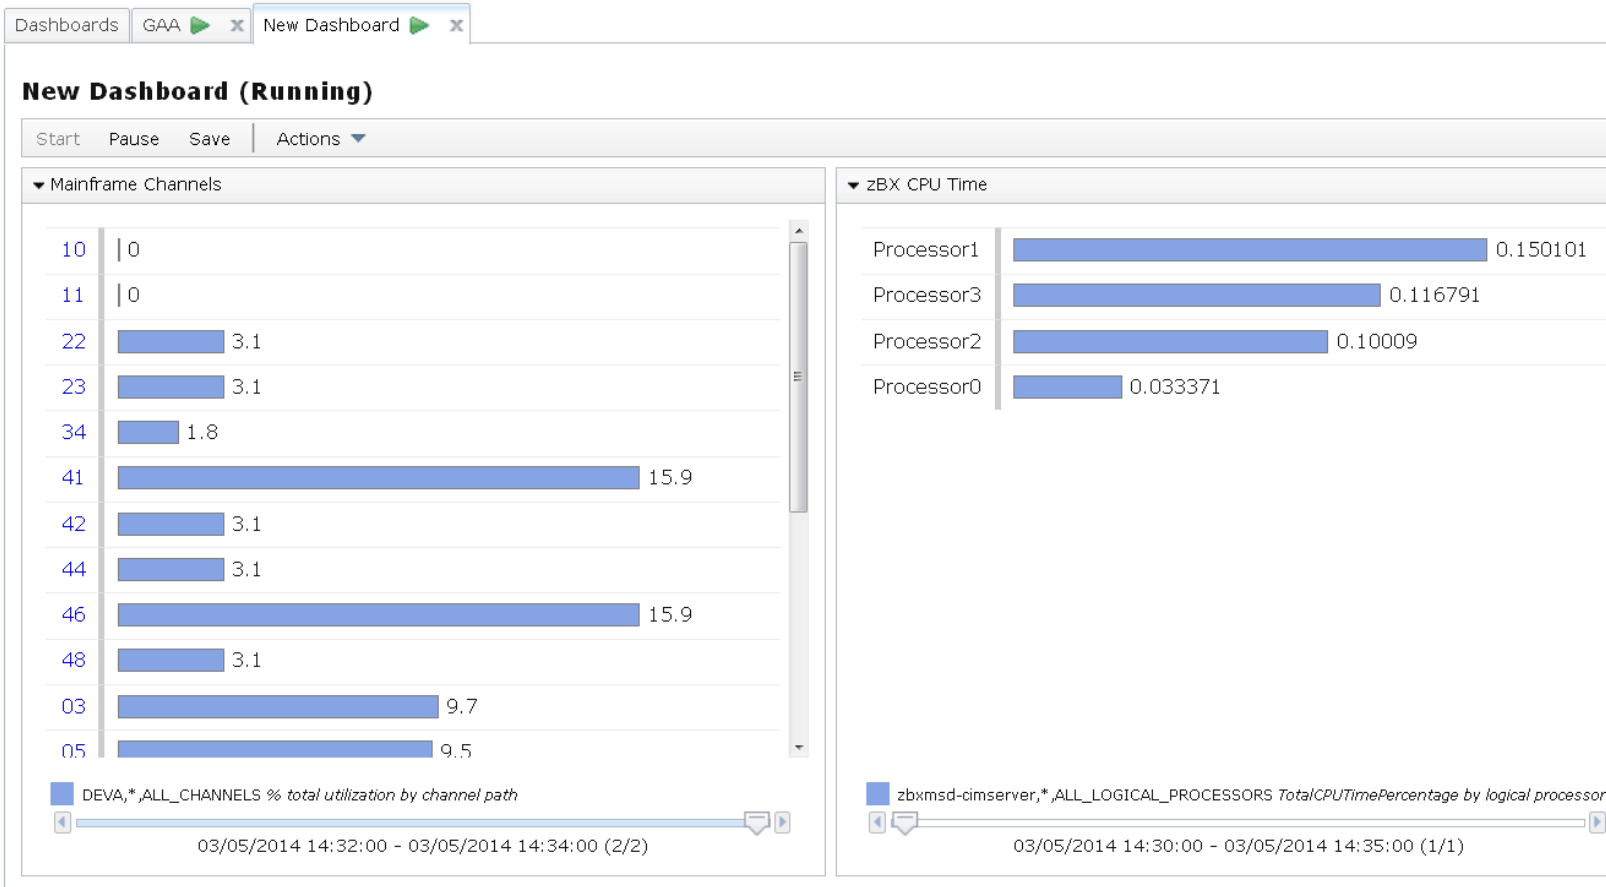 Dashboards GAA New Dashboard
New Dashboard (Running)
Start Pause Save Actions
Mainframe Channels
10 0
11 0
22 3.1
23 3.1
34 1.8
41 15.9
42 3.1
44 3.1
46 15.9
48 3.1
03 9.7
05 9.5
DEVA,*,ALL_CHANNELS % total utilization by channel path
03/05/2014 14:32:00 - 03/05/2014 14:34:00 (2/2)
zBX CPU Time
Processor1 0.150101
Processor3 0.116791
Processor2 0.10009
Processor0 0.033371
zbxmsd-cimserver,*,ALL_LOGICAL_PROCESSORS TotalCPUTimePercentage by logical processor
03/05/2014 14:30:00 - 03/05/2014 14:35:00 (1/1)